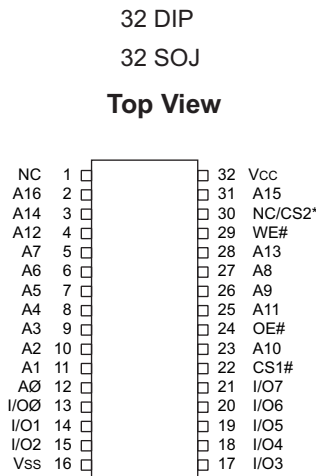 32 DIP
32 SOJ
Top View
NC 1 32 Vcc
A16 2 31 A15
A14 3 30 NC/CS2*
A12 4 29 WE#
A7 5 28 A13
A6 6 27 A8
A5 7 26 A9
A4 8 25 A11
A3 9 24 OE#
A2 10 23 A10
A1 11 22 CS1#
AØ 12 21 I/O7
I/OØ 13 20 I/O6
I/O1 14 19 I/O5
I/O2 15 18 I/O4
Vss 16 17 I/O3